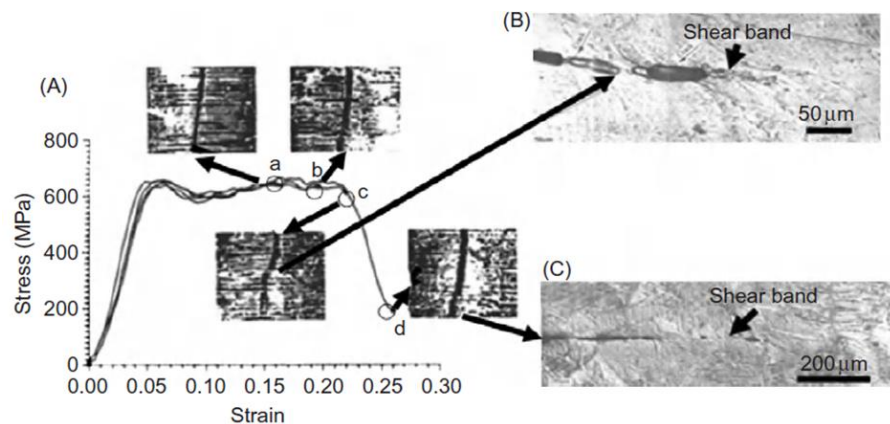 (A)
800
600
400
200
0
Stress (MPa)
0.00 0.05 0.10 0.15 0.20 0.25 0.30
Strain
a
b
c
d
(B)
Shear band
50 μm
(C)
Shear band
200 μm